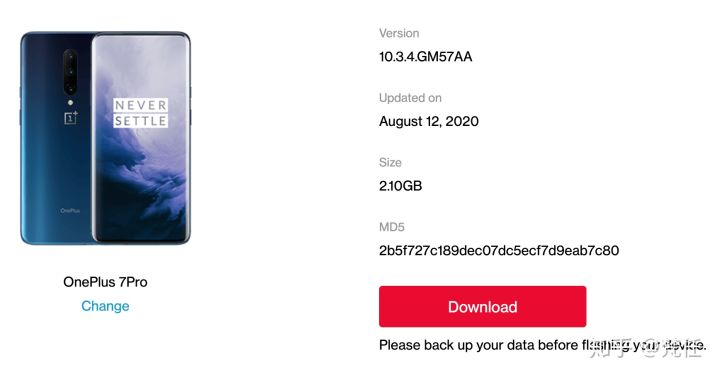 NEVER
SETTLE
OnePlus
OnePlus 7Pro
Change
Version
10.3.4.GM57AA
Updated on
August 12, 2020
Size
2.10GB
MD5
2b5f727c189dec07dc5ecf7d9eab7c80
Download
Please back up your data before flashing your device.
知乎 @梵任